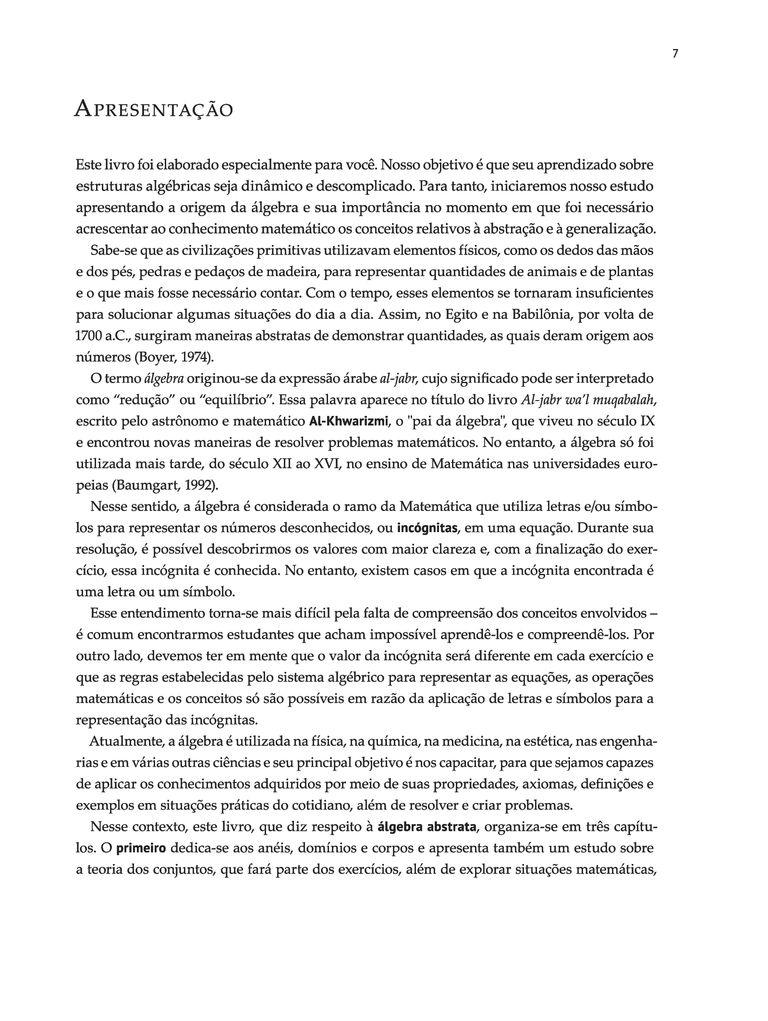 7
Apresentação
Este livro foi elaborado especialmente para você. Nosso objetivo é que seu aprendizado sobre
estruturas algébricas seja dinâmico e descomplicado. Para tanto, iniciaremos nosso estudo
apresentando a origem da álgebra e sua importância no momento em que foi necessário
acrescentar ao conhecimento matemático os conceitos relativos à abstração e à generalização.
Sabe-se que as civilizações primitivas utilizavam elementos físicos, como os dedos das mãos
e dos pés, pedras e pedaços de madeira, para representar quantidades de animais e de plantas
e o que mais fosse necessário contar. Com o tempo, esses elementos se tornaram insuficientes
para solucionar algumas situações do dia a dia. Assim, no Egito e na Babilônia, por volta de
1700 a.C., surgiram maneiras abstratas de demonstrar quantidades, as quais deram origem aos
números (Boyer, 1974).
O termo álgebra originou-se da expressão árabe al-jabr, cujo significado pode ser interpretado
como “redução” ou “equilíbrio”. Essa palavra aparece no título do livro Al-jabr wa’l muqabalah,
escrito pelo astrônomo e matemático Al-Khwarizmi, o "pai da álgebra", que viveu no século IX
e encontrou novas maneiras de resolver problemas matemáticos. No entanto, a álgebra só foi
utilizada mais tarde, do século XII ao XVI, no ensino de Matemática nas universidades euro-
peias (Baumgart, 1992).
Nesse sentido, a álgebra é considerada o ramo da Matemática que utiliza letras e/ou símbo-
los para representar os números desconhecidos, ou incógnitas, em uma equação. Durante sua
resolução, é possível descobrirmos os valores com maior clareza e, com a finalização do exer-
cício, essa incógnita é conhecida. No entanto, existem casos em que a incógnita encontrada é
uma letra ou um símbolo.
Esse entendimento torna-se mais difícil pela falta de compreensão dos conceitos envolvidos –
é comum encontrarmos estudantes que acham impossível aprendê-los e compreendê-los. Por
outro lado, devemos ter em mente que o valor da incógnita será diferente em cada exercício e
que as regras estabelecidas pelo sistema algébrico para representar as equações, as operações
matemáticas e os conceitos só são possíveis em razão da aplicação de letras e símbolos para a
representação das incógnitas.
Atualmente, a álgebra é utilizada na física, na química, na medicina, na estética, nas engenha-
rias e em várias outras ciências e seu principal objetivo é nos capacitar, para que sejamos capazes
de aplicar os conhecimentos adquiridos por meio de suas propriedades, axiomas, definições e
exemplos em situações práticas do cotidiano, além de resolver e criar problemas.
Nesse contexto, este livro, que diz respeito à álgebra abstrata, organiza-se em três capítu-
los. O primeiro dedica-se aos anéis, domínios e corpos e apresenta também um estudo sobre
a teoria dos conjuntos, que fará parte dos exercícios, além de explorar situações matemáticas,